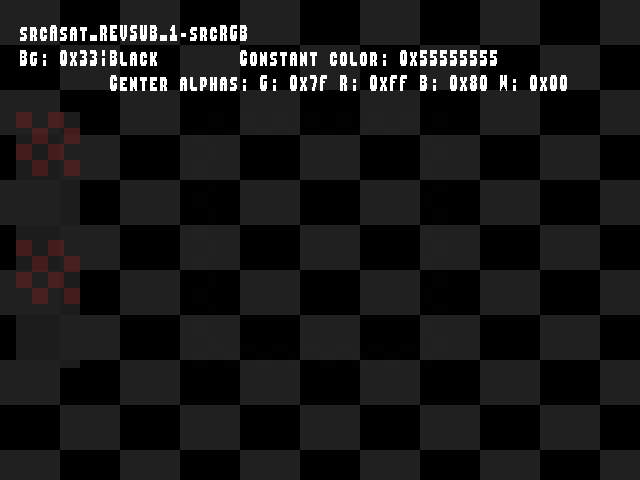 srcAsat_REVSUB_1-srcRGB
Bg: 0x33|Black Constant color: 0x55555555
Center alphas: G: 0x7f R: 0xff B: 0x80 W: 0x00